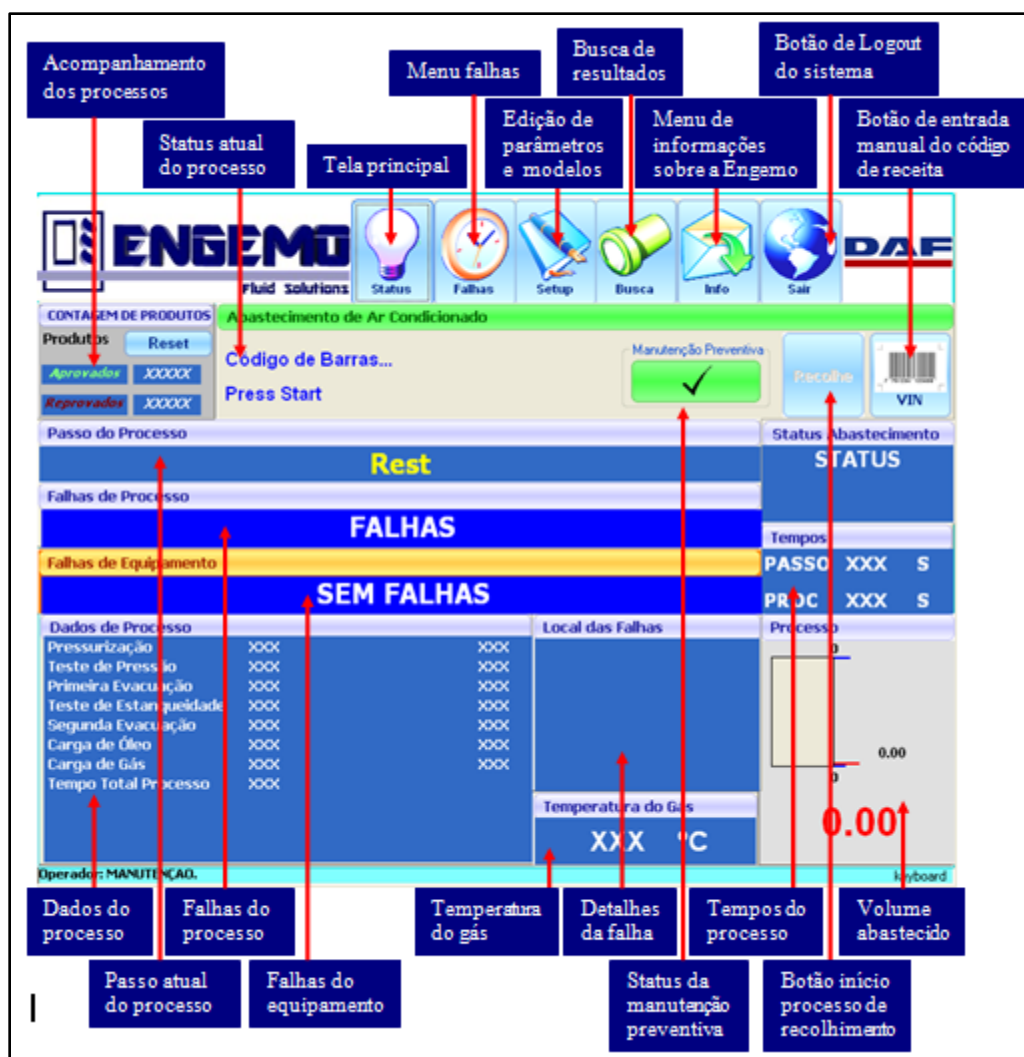 Acompanhamento
dos processos
Menu falhas
Busca de
resultados
Botão de Logout
do sistema
Status atual
do processo
Tela principal
Edição de
parâmetros
e modelos
Menu de
informações
sobre a Engemo
Botão de entrada
manual do código
de receita
ENGEMO
Fluid Solutions
Status
Falhas
Setup
Busca
Info
Sair
DAF
CONTAGEM DE PRODUTOS
Abastecimento de Ar Condicionado
Produtos
Reset
Aprovados XXXXX
Reprovados XXXXX
Código de Barras...
Press Start
Manutenção Preventiva
Recolhe
VIN
Passo do Processo
Rest
Status Abastecimento
STATUS
Falhas de Processo
FALHAS
Tempos
PASSO XXX S
PROC XXX S
Falhas de Equipamento
SEM FALHAS
Dados de Processo
Pressurização XXX XXX
Teste de Pressão XXX XXX
Primeira Evacuação XXX XXX
Teste de Estanqueidade XXX XXX
Segunda Evacuação XXX XXX
Carga de Óleo XXX XXX
Carga de Gás XXX XXX
Tempo Total Processo XXX
Local das Falhas
Processo
0
0.00
0
0.00
Temperatura do Gás
XXX °C
Operador: MANUTENÇAO.
keyboard
Dados do
processo
Falhas do
processo
Temperatura
do gás
Detalhes
da falha
Tempos do
processo
Volume
abastecido
Passo atual
do processo
Falhas do
equipamento
Status da
manutenção
preventiva
Botão início
processo de
recolhimento